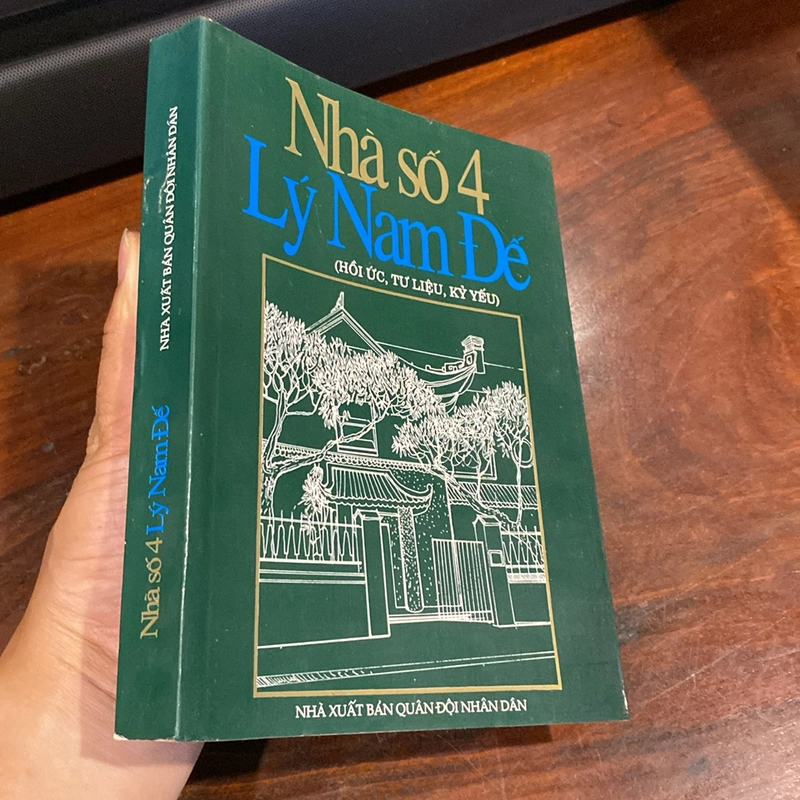 Nhà số 4
Lý Nam Đế
(HỒI ỨC, TƯ LIỆU, KỶ YẾU)
NHÀ XUẤT BẢN QUÂN ĐỘI NHÂN DÂN
Nhà số 4 Lý Nam Đế
NHÀ XUẤT BẢN QUÂN ĐỘI NHÂN DÂN